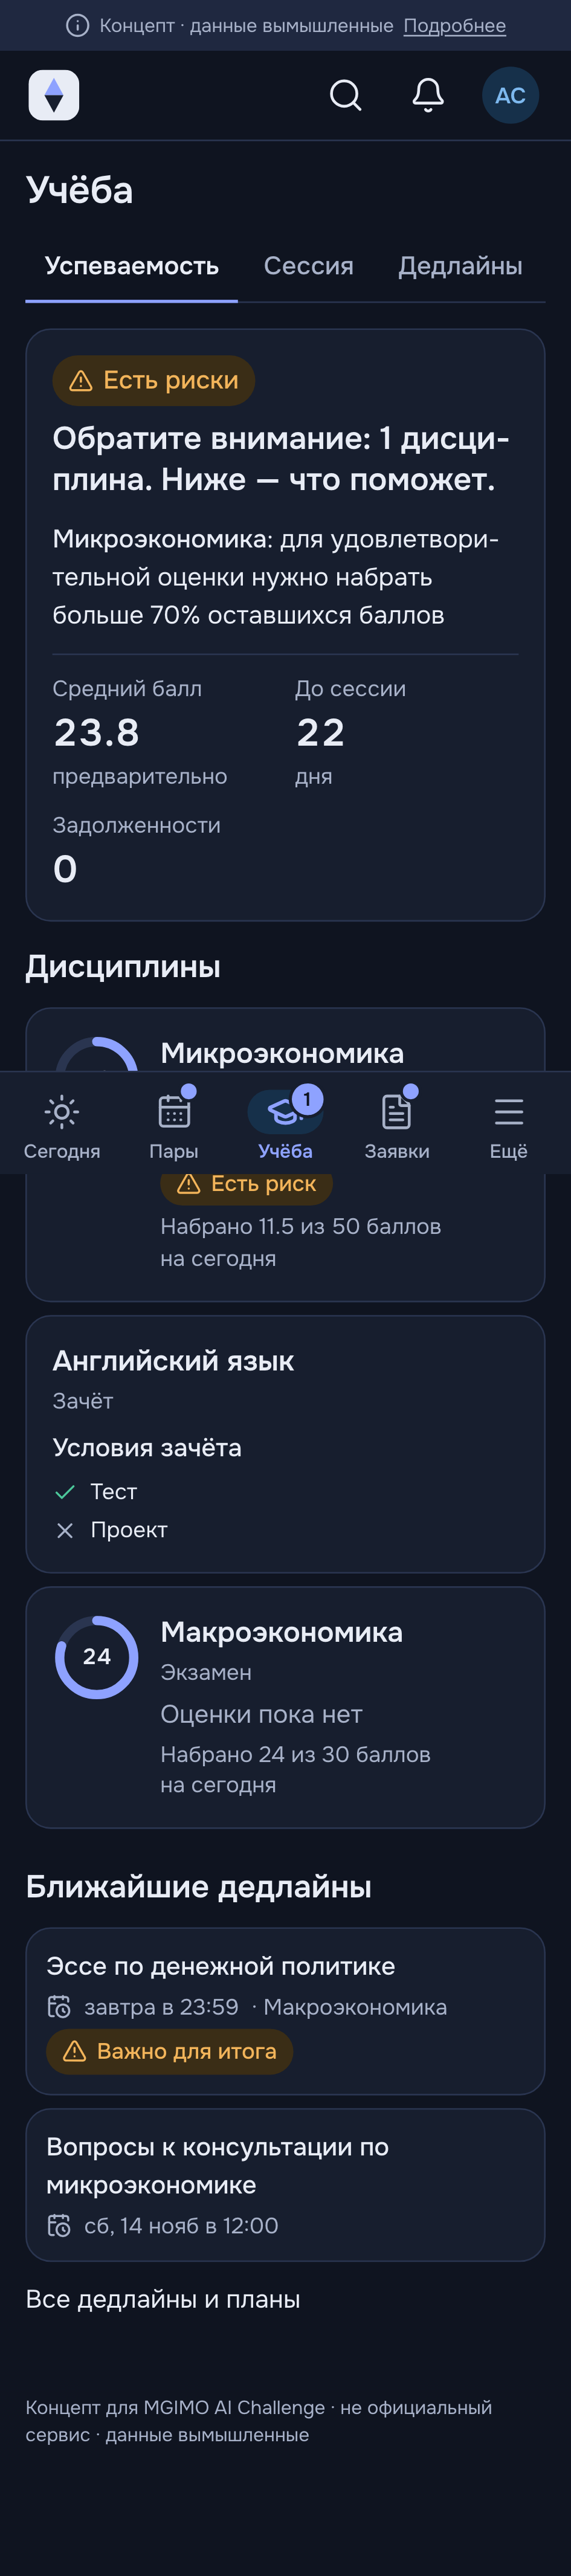 Концепт · данные вымышленные Подробнее
АС
Учёба
Успеваемость Сессия Дедлайны
Есть риски
Обратите внимание: 1 дисци-
плина. Ниже — что поможет.
Микроэкономика: для удовлетвори-
тельной оценки нужно набрать
больше 70% оставшихся баллов
Средний балл До сессии
23.8 22
предварительно дня
Задолженности
0
Дисциплины
Микроэкономика
1
Сегодня Пары Учёба Заявки Ещё
Есть риск
Набрано 11.5 из 50 баллов
на сегодня
Английский язык
Зачёт
Условия зачёта
Тест
Проект
Макроэкономика
24
Экзамен
Оценки пока нет
Набрано 24 из 30 баллов
на сегодня
Ближайшие дедлайны
Эссе по денежной политике
завтра в 23:59 · Макроэкономика
Важно для итога
Вопросы к консультации по
микроэкономике
сб, 14 нояб в 12:00
Все дедлайны и планы
Концепт для MGIMO AI Challenge · не официальный
сервис · данные вымышленные